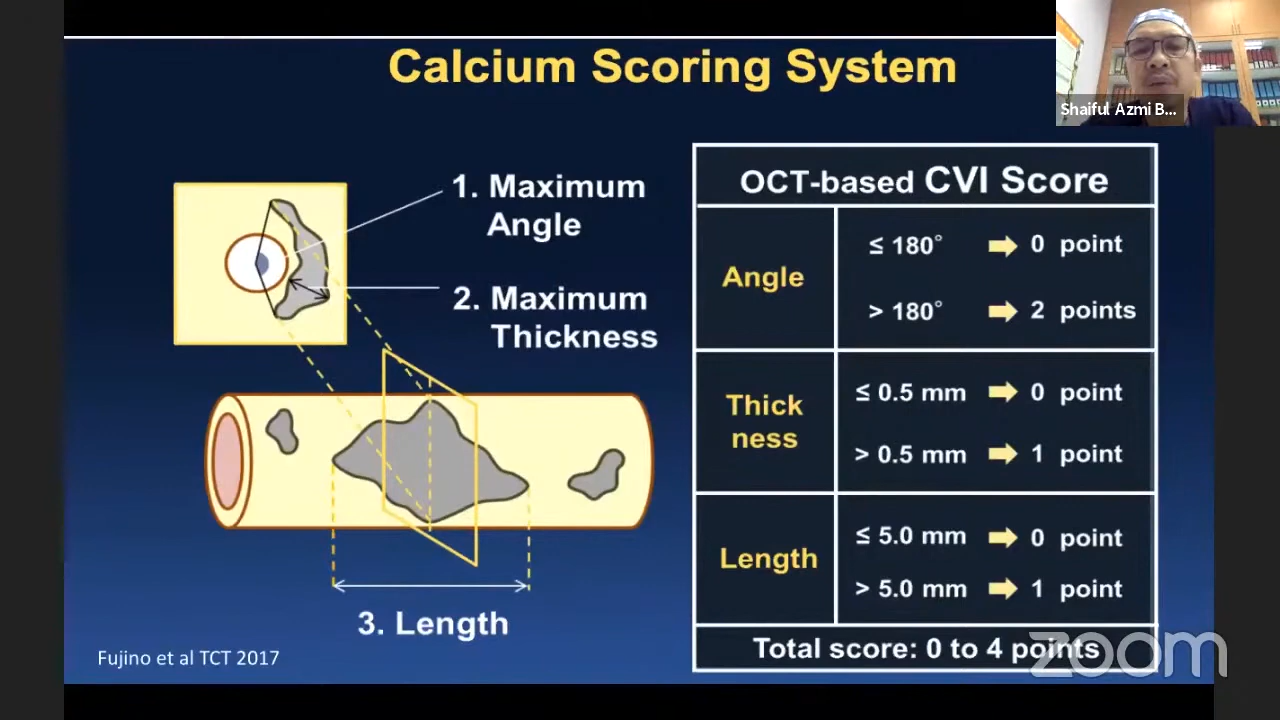 Calcium Scoring System
Shaiful Azmi B...
1. Maximum
Angle
2. Maximum
Thickness
3. Length
Fujino et al TCT 2017
OCT-based CVI Score
Angle
≤ 180° 0 point
> 180° 2 points
Thick
ness
≤ 0.5 mm 0 point
> 0.5 mm 1 point
Length
≤ 5.0 mm 0 point
> 5.0 mm 1 point
Total score: 0 to 4 points
zoom